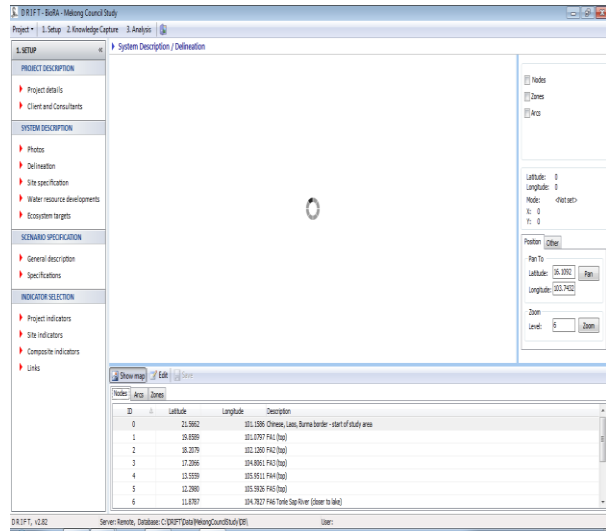 DRIFT - BioRA - Mekong Council Study
Project 1. Setup 2. Knowledge Capture 3. Analysis
1. SETUP «
System Description / Delineation
PROJECT DESCRIPTION
Project details
Client and Consultants
SYSTEM DESCRIPTION
Photos
Delineation
Site specification
Water resource developments
Ecosystem targets
SCENARIO SPECIFICATION
General description
Specifications
INDICATOR SELECTION
Project indicators
Site indicators
Composite indicators
Links
Nodes
Zones
Arcs
Latitude: 0
Longitude: 0
Mode: <Not set>
X: 0
Y: 0
Position Other
Pan To
Latitude: 16.1092 Pan
Longitude: 103.7432
Zoom
Level: 6 Zoom
Show map Edit Save
Nodes Arcs Zones
ID Latitude Longitude Description
0 21.5662 101.1586 Chinese, Laos, Burma border - start of study area
1 19.8589 101.0797 FA1 (top)
2 18.2079 102.1260 FA2 (top)
3 17.2066 104.8061 FA3 (top)
4 13.5559 105.9511 FA4 (top)
5 12.2980 105.5926 FA5 (top)
6 11.8787 104.7827 FA6 Tonle Sap River (closer to lake)
DRIFT, v2.82 Server: Remote, Database: C:\DRIFT\Data\MekongCouncilStudy\DB\ User: